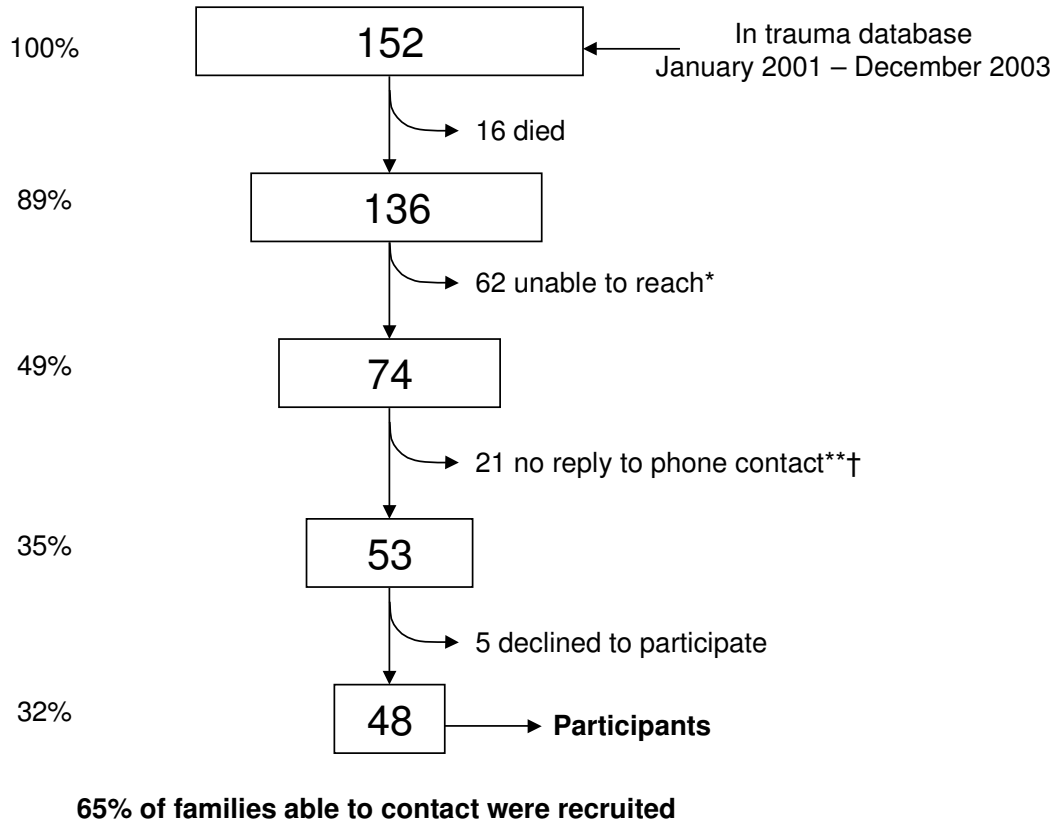 100%
152
In trauma database
January 2001 – December 2003
16 died
89%
136
62 unable to reach*
49%
74
21 no reply to phone contact**†
35%
53
5 declined to participate
32%
48
Participants
65% of families able to contact were recruited